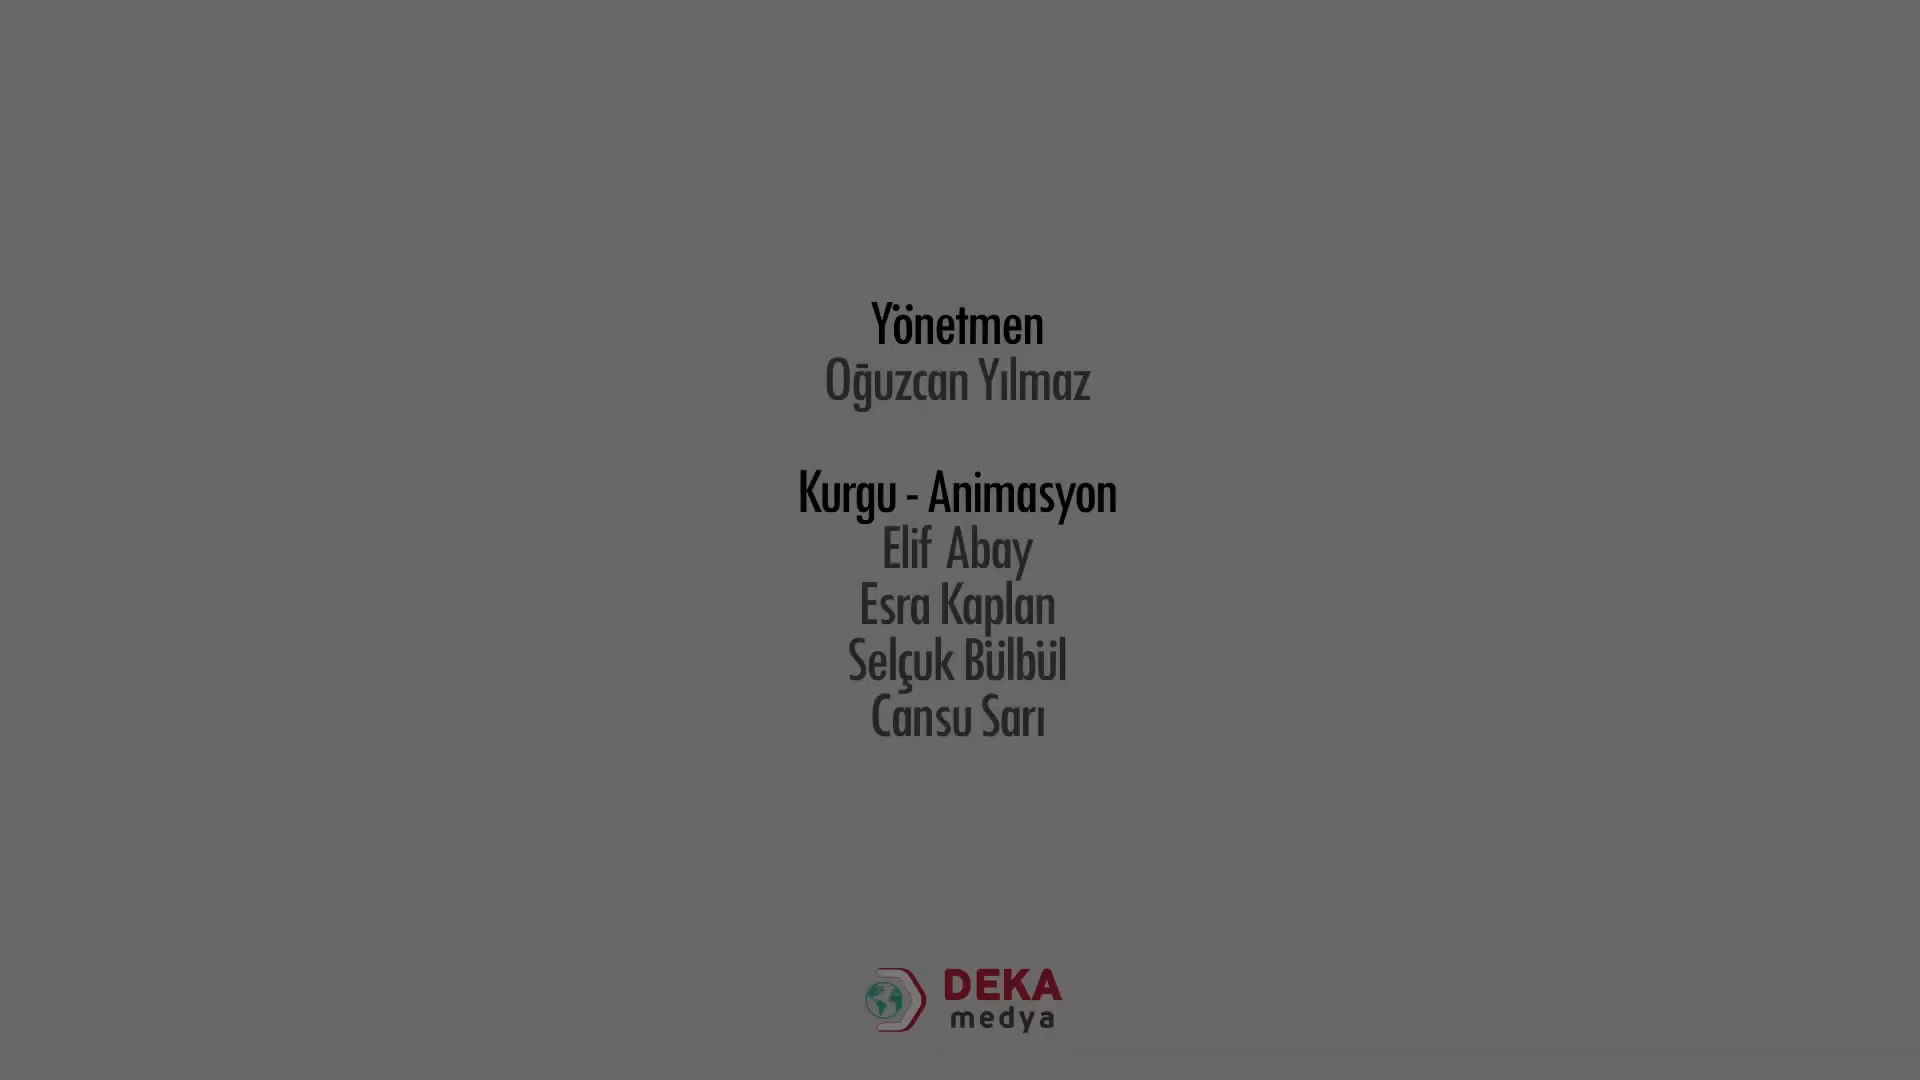 Yönetmen
Oğuzcan Yılmaz
Kurgu - Animasyon
Elif Abay
Esra Kaplan
Selçuk Bülbül
Cansu Sarı
DEKA
medya